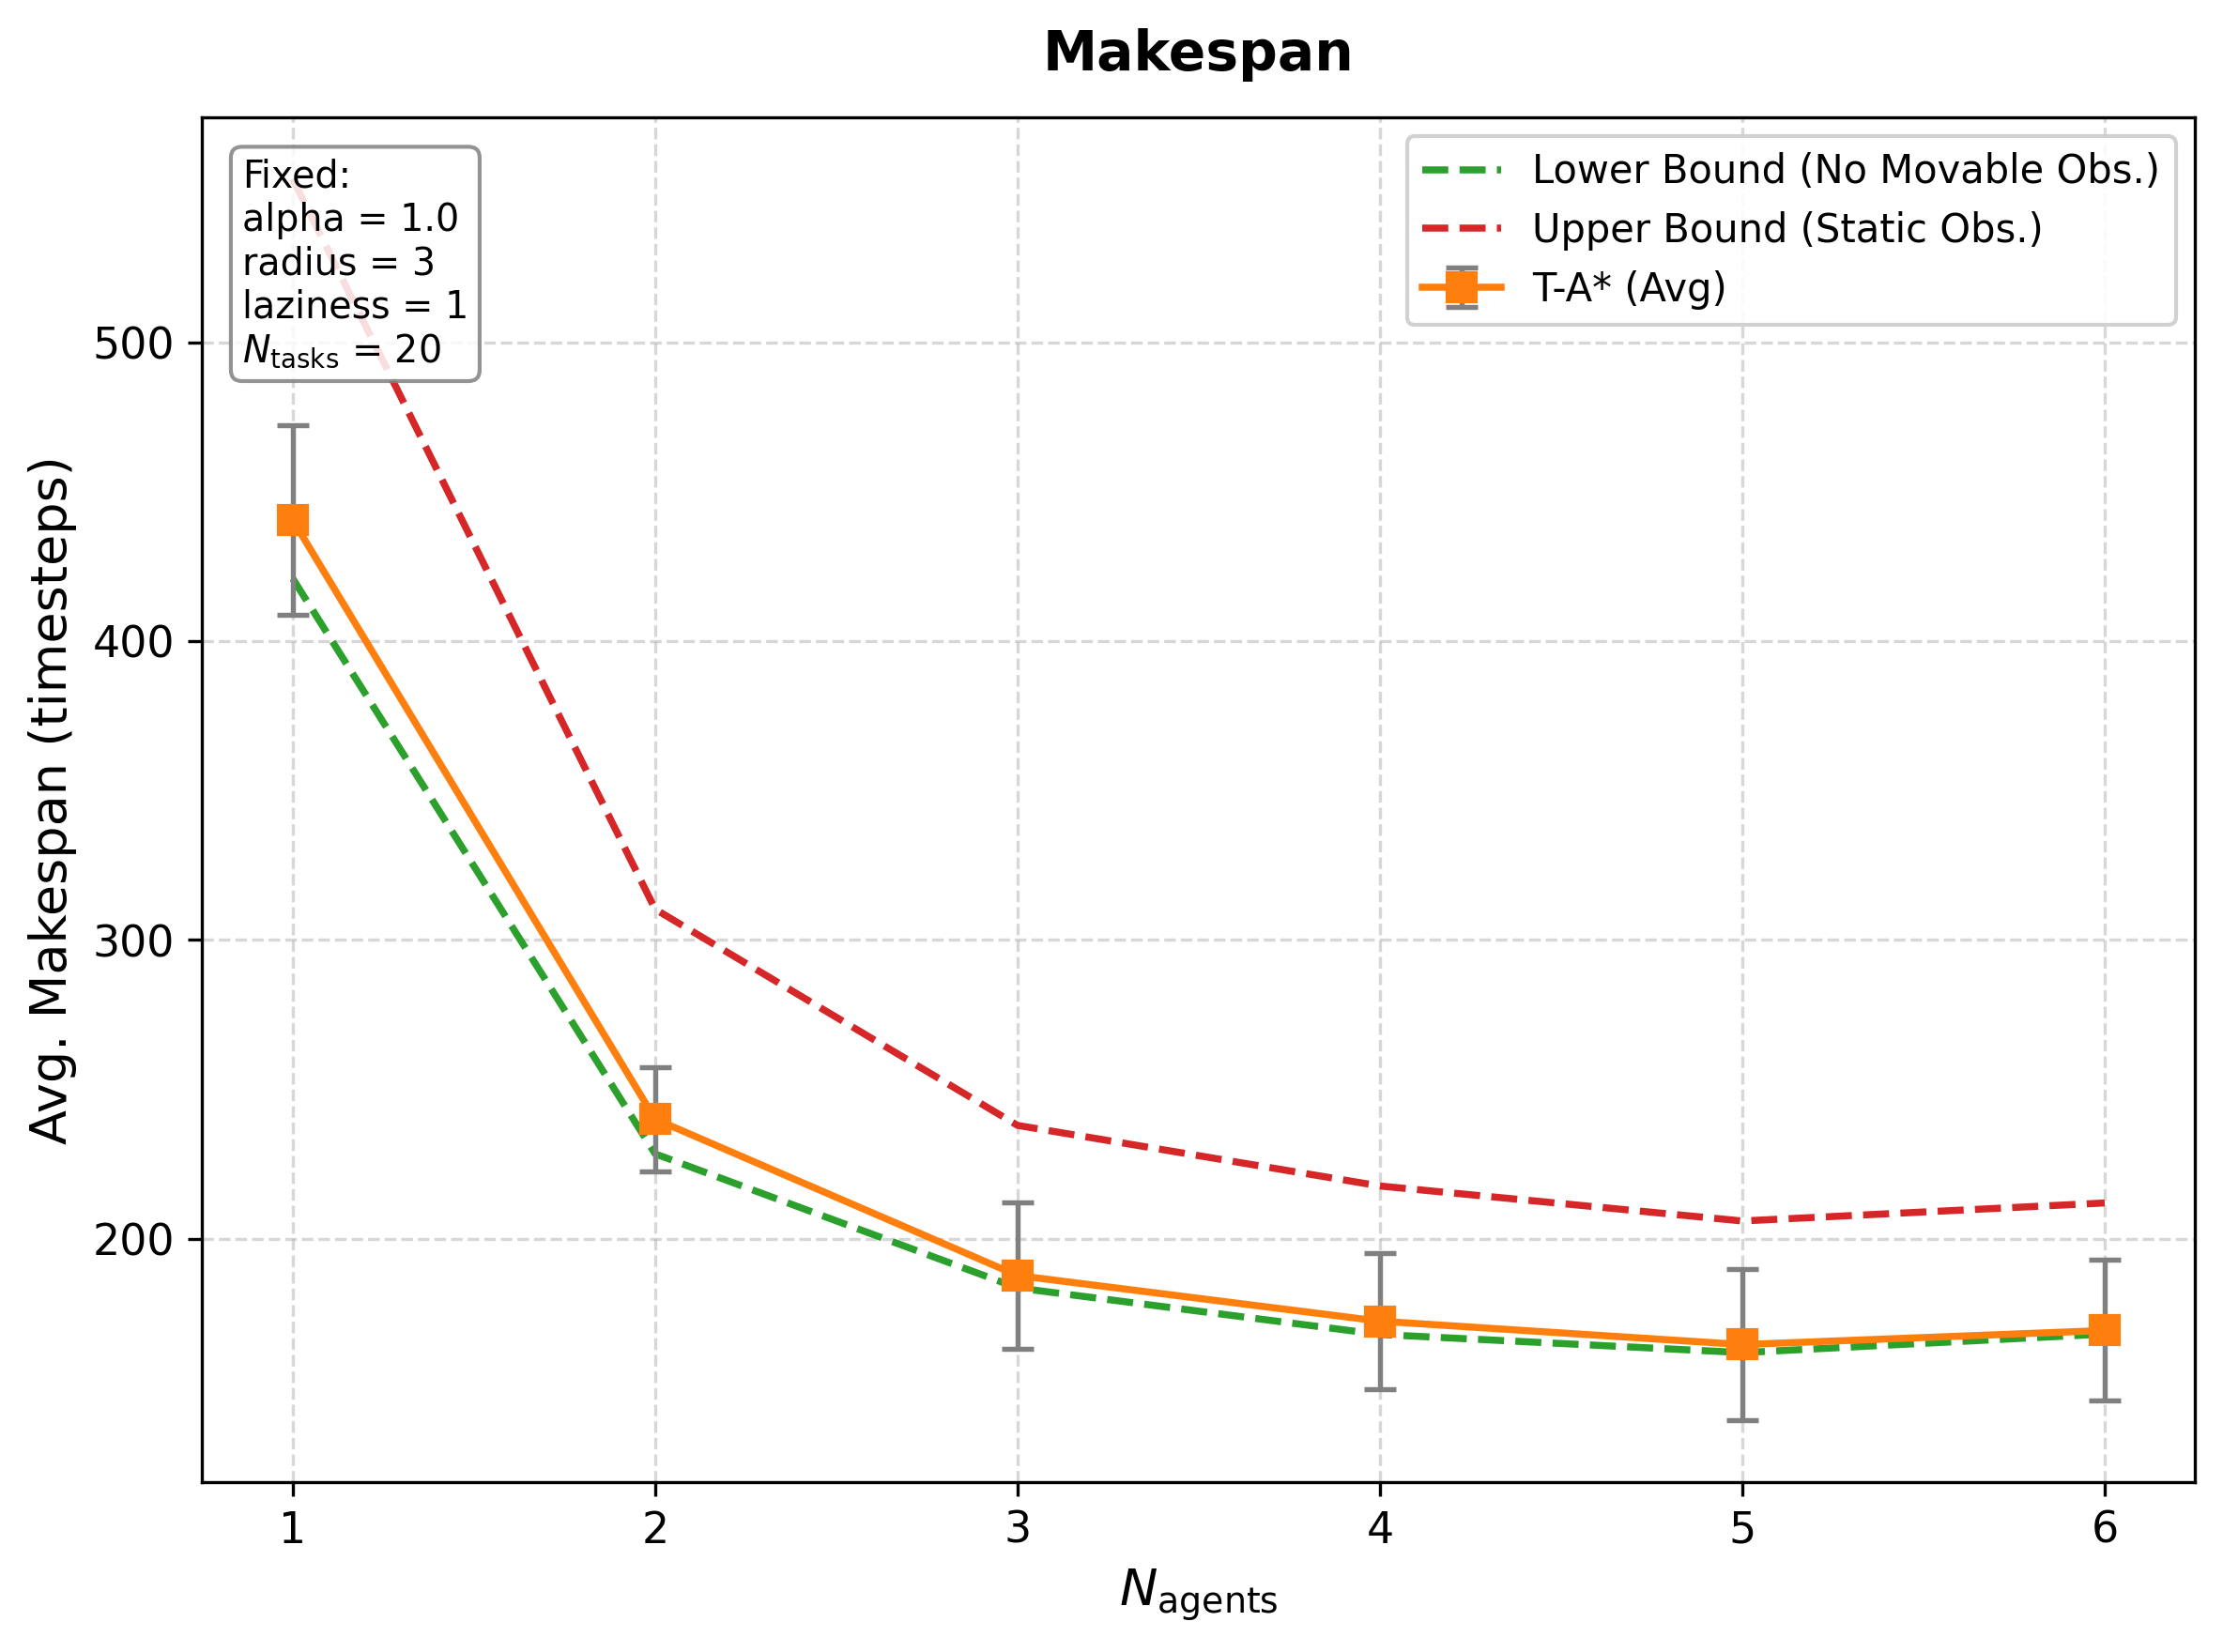 Makespan
Fixed:
alpha = 1.0
radius = 3
laziness = 1
N_tasks = 20
Lower Bound (No Movable Obs.)
Upper Bound (Static Obs.)
T-A* (Avg)
Avg. Makespan (timesteps)
500
400
300
200
1 2 3 4 5 6
N_agents